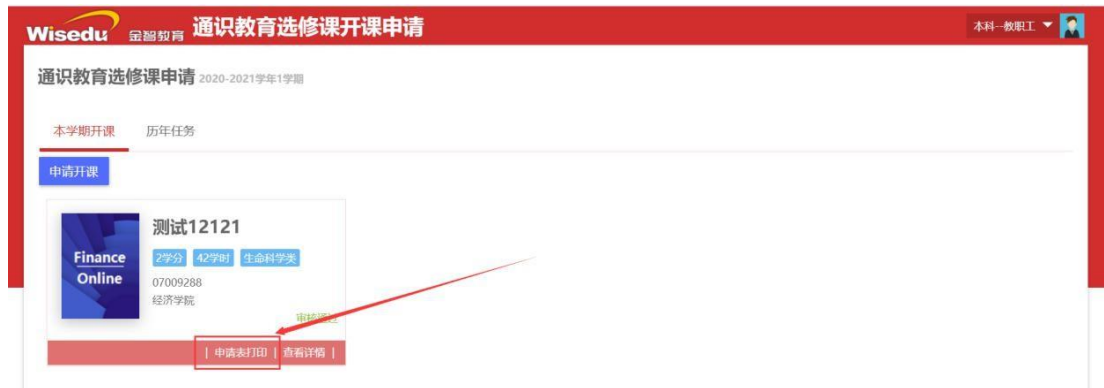 Wisedu 金智教育 通识教育选修课开课申请
本科--教职工
通识教育选修课申请 2020-2021学年1学期
本学期开课 历年任务
申请开课
测试12121
Finance
Online
2学分 42学时 生命科学类
07009288
经济学院
审核通过
| 申请表打印 | 查看详情 |